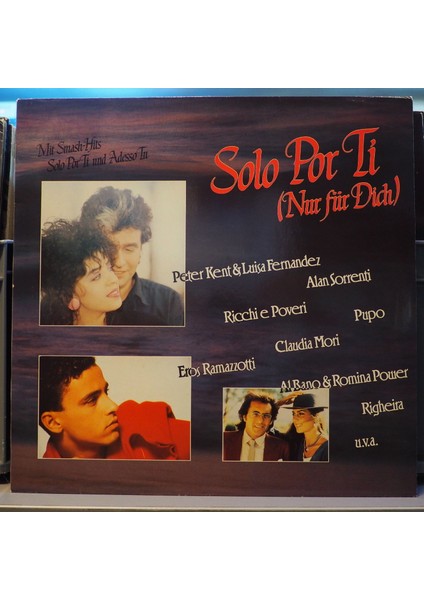 Mit Smash-Hits
Solo Por Ti und Adesso Tu
Solo Por Ti
(Nur für Dich)
Peter Kent & Luisa Fernandez
Alan Sorrenti
Ricchi e Poveri
Pupo
Claudia Mori
Eros Ramazzotti
Al Bano & Romina Power
Righeira
u.v.a.